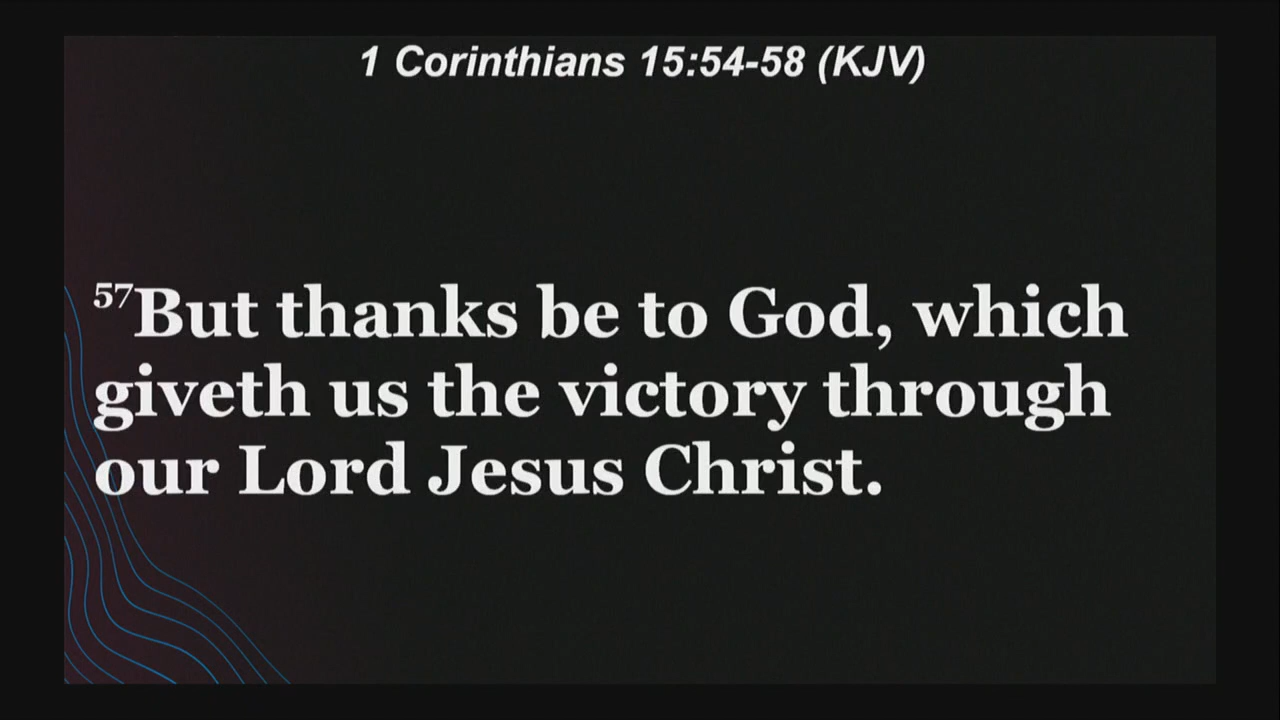 1 Corinthians 15:54-58 (KJV)
57But thanks be to God, which
giveth us the victory through
our Lord Jesus Christ.